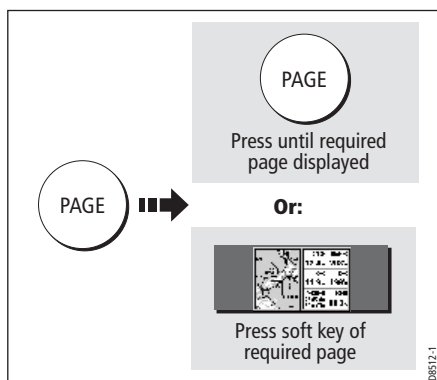 PAGE
Press until required
page displayed
PAGE
Or:
Press soft key of
required page
D8512-1